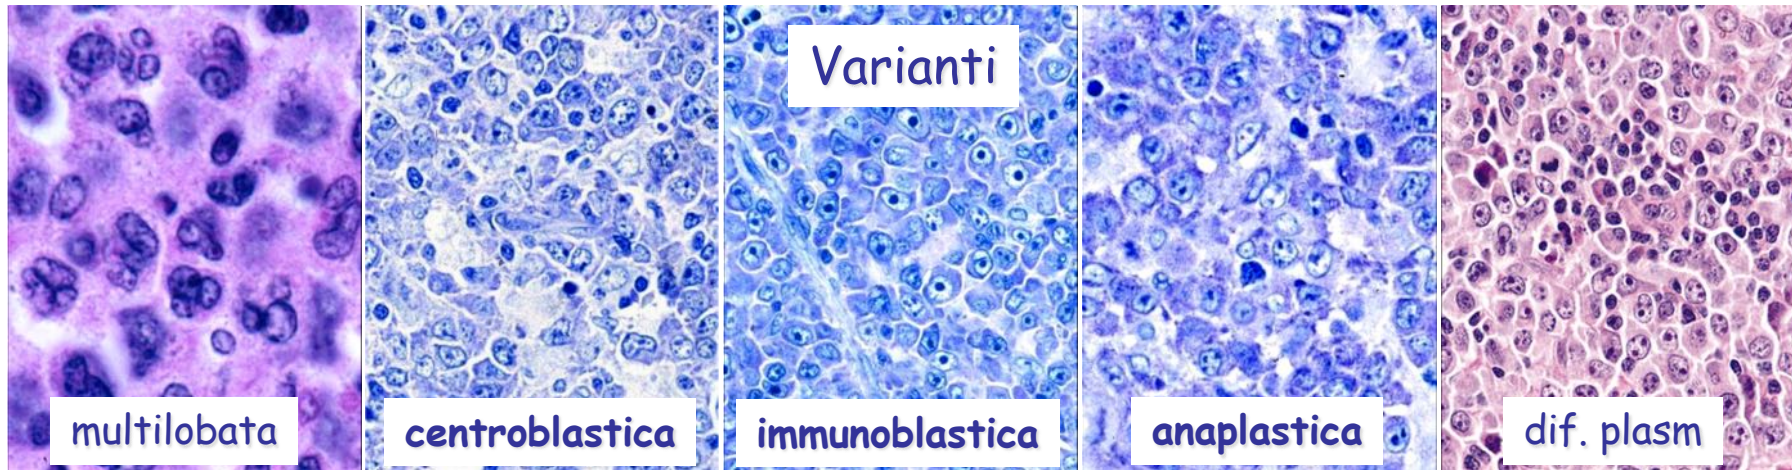 Varianti
multilobata
centroblastica
immunoblastica
anaplastica
dif. plasm